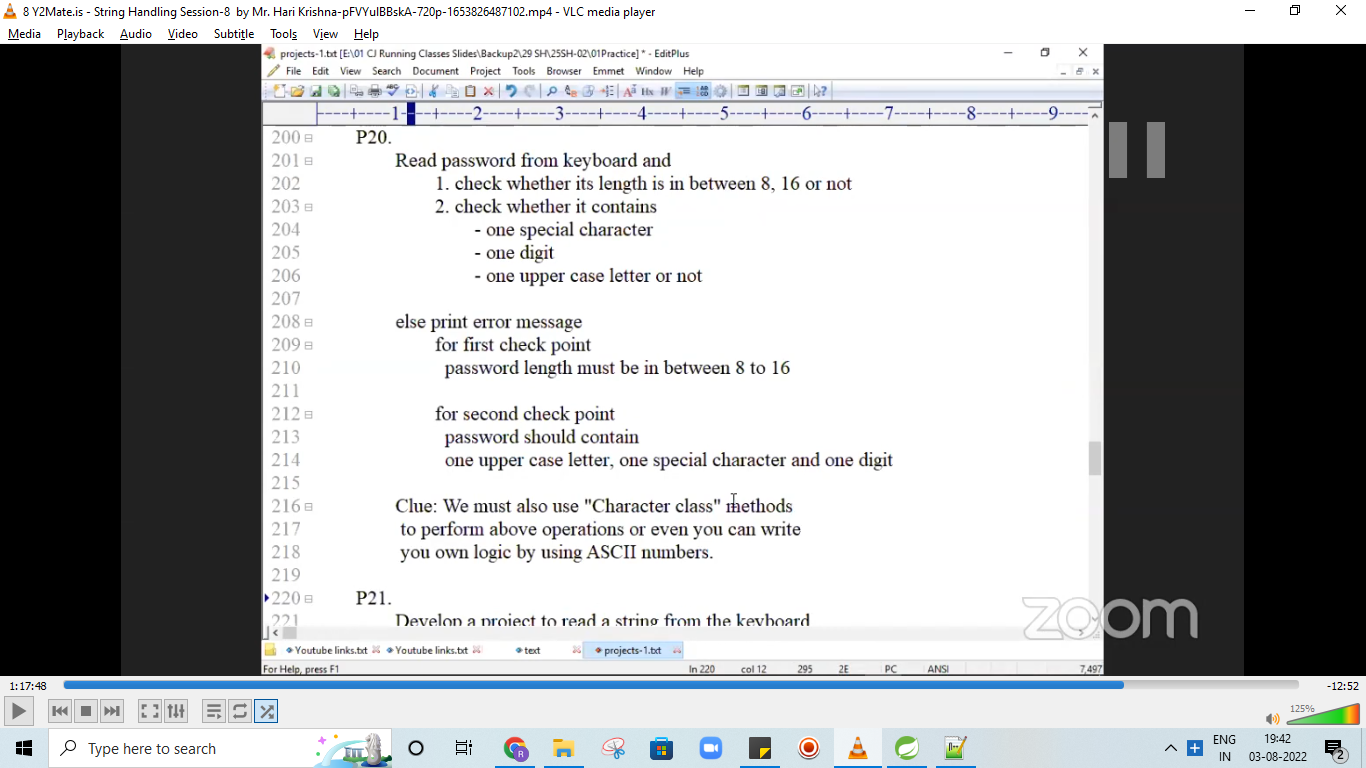 8 Y2Mate.is - String Handling Session-8 by Mr. Hari Krishna-pFVYuIBBskA-720p-1653826487102.mp4 - VLC media player
Media Playback Audio Video Subtitle Tools View Help
projects-1.txt [E:\01 CJ Running Classes Slides\Backup2\29 SH\25SH-02\01Practice] * - EditPlus
File Edit View Search Document Project Tools Browser Emmet Window Help
----+----1----+----2----+----3----+----4----+----5----+----6----+----7----+----8----+----9----
200 P20.
201 Read password from keyboard and
202 1. check whether its length is in between 8, 16 or not
203 2. check whether it contains
204 - one special character
205 - one digit
206 - one upper case letter or not
207
208 else print error message
209 for first check point
210 password length must be in between 8 to 16
211
212 for second check point
213 password should contain
214 one upper case letter, one special character and one digit
215
216 Clue: We must also use "Character class" methods
217 to perform above operations or even you can write
218 you own logic by using ASCII numbers.
219
220 P21.
221 Develop a project to read a string from the keyboard
zoom
Youtube links.txt Youtube links.txt text projects-1.txt
For Help, press F1 ln 220 col 12 295 2E PC ANSI 7,497
1:17:48 -12:52
125%
Type here to search
ENG
IN
19:42
03-08-2022
2